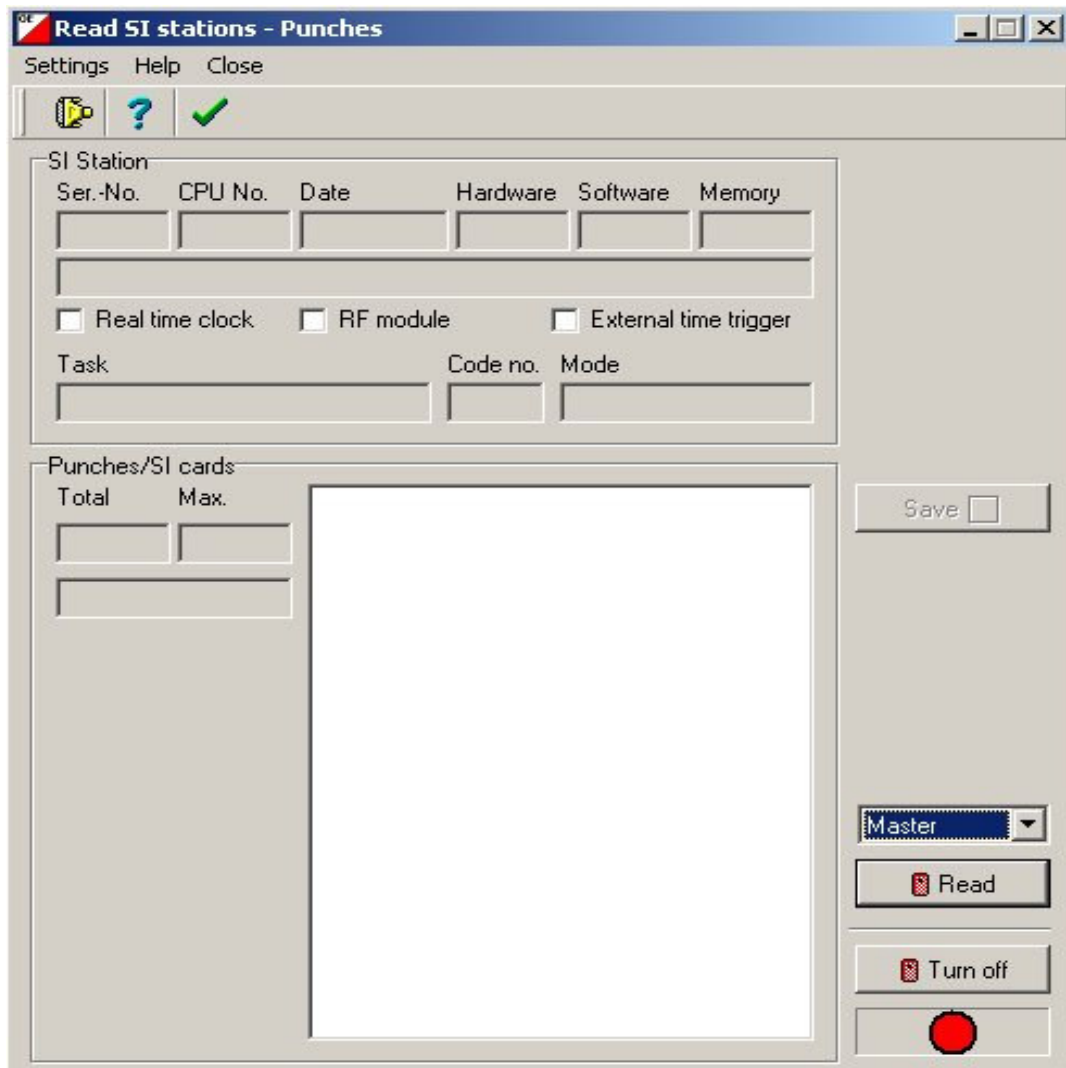 OE
Read SI stations - Punches
Settings Help Close
?
SI Station
Ser.-No. CPU No. Date Hardware Software Memory
Real time clock RF module External time trigger
Task Code no. Mode
Punches/SI cards
Total Max.
Save
Master
Read
Turn off